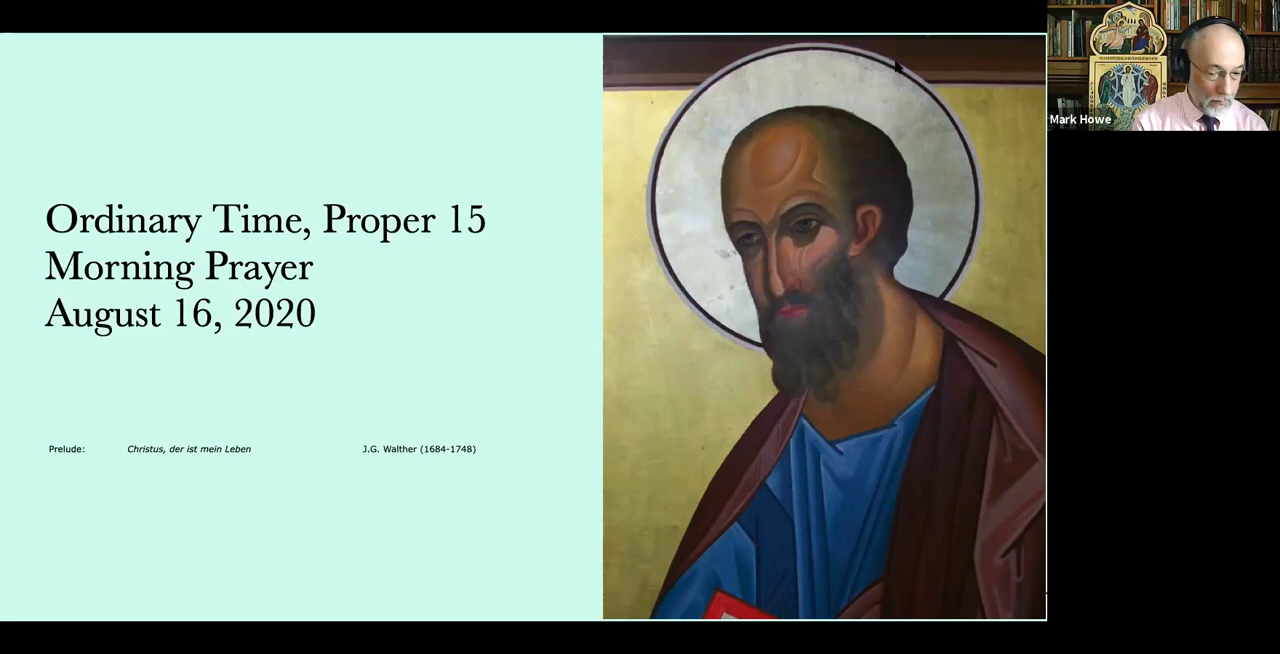 Ordinary Time, Proper 15
Morning Prayer
August 16, 2020
Prelude: Christus, der ist mein Leben J.G. Walther (1684-1748)
Mark Howe